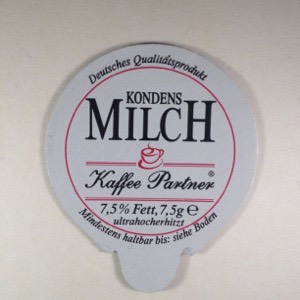 Deutsches Qualitätsprodukt
KONDENS
MILCH
Kaffee Partner®
7,5% Fett, 7,5g ℮
ultrahocherhitzt
Mindestens haltbar bis: siehe Boden